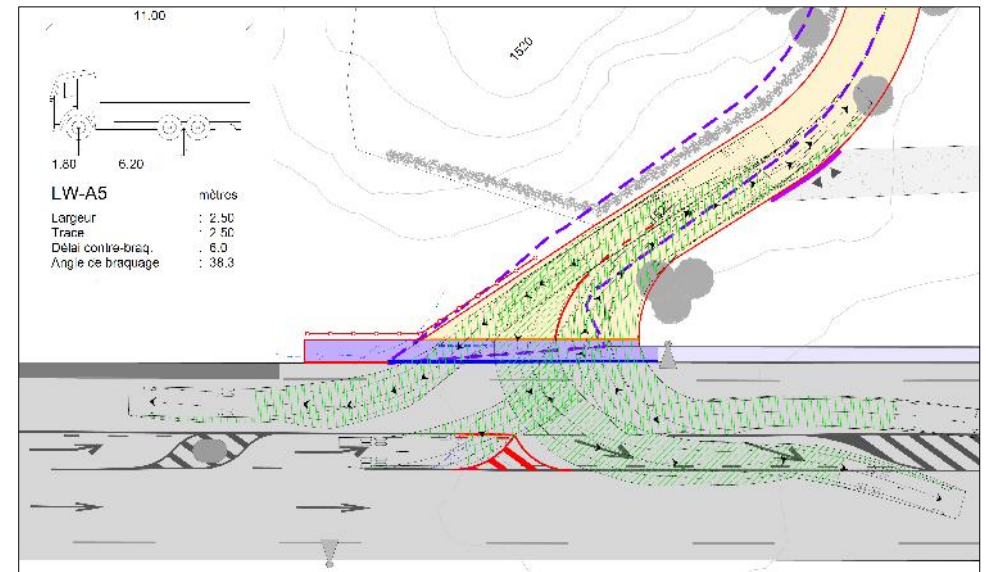 11.00
1.80 6.20
LW-A5 mètres
Largeur : 2.50
Trace : 2.50
Délai contre-braq. : 6.0
Angle de braquage : 38.3
1520